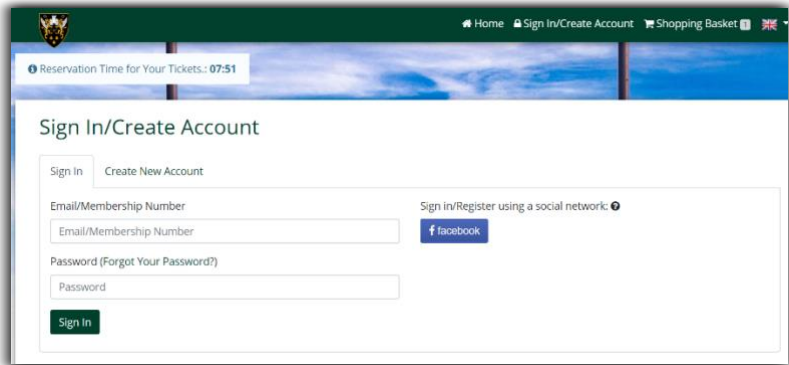 Home Sign In/Create Account Shopping Basket 1
Reservation Time for Your Tickets.: 07:51
Sign In/Create Account
Sign In Create New Account
Email/Membership Number
Sign in/Register using a social network:
Email/Membership Number
f facebook
Password (Forgot Your Password?)
Password
Sign In